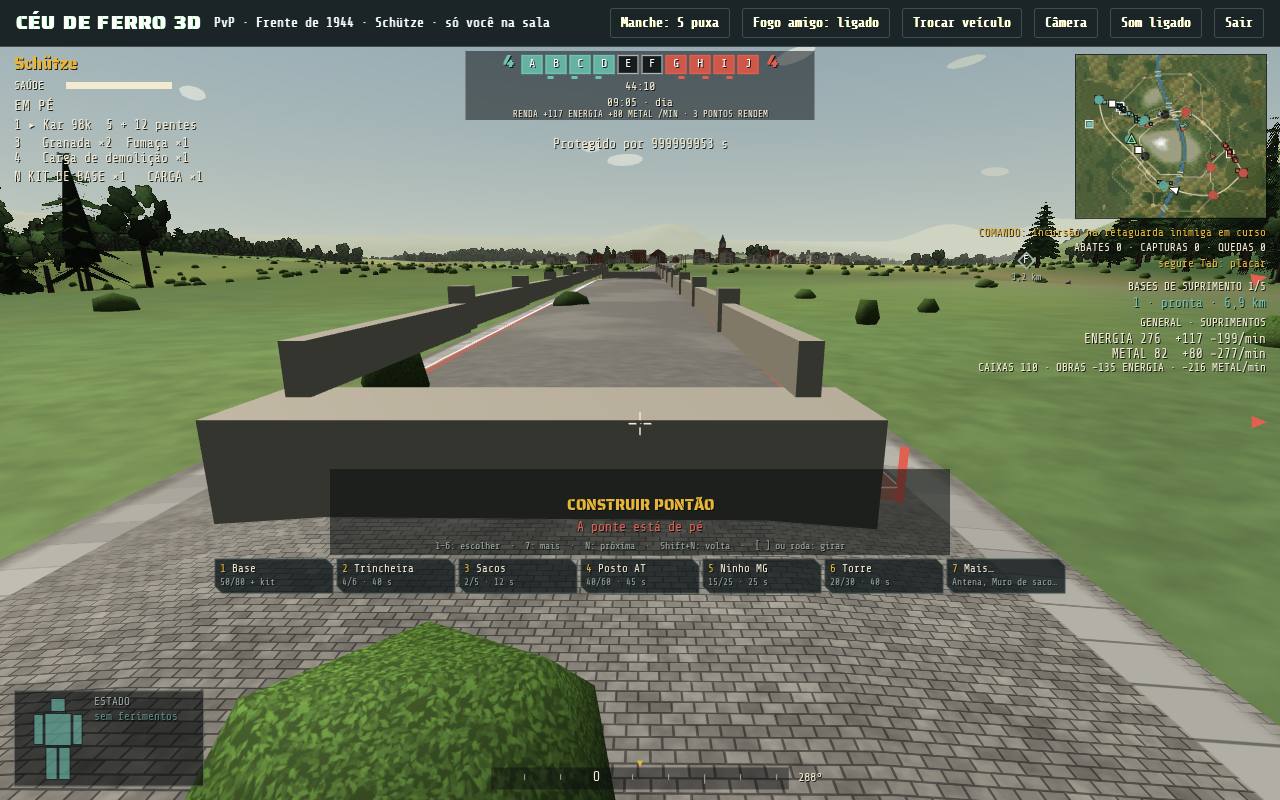 CÉU DE FERRO 3D PvP · Frente de 1944 · Schütze · só você na sala
Manche: S puxa
Fogo amigo: ligado
Trocar veículo
Câmera
Som ligado
Sair
Schütze
SAÚDE
EM PÉ
1 ▸ Kar 98k 5 + 12 pentes
3 Granada ×2 Fumaça ×1
4 Carga de demolição ×1
N KIT DE BASE ×1 CARGA ×1
4 A B C D E F G H I J 4
44:10
09:05 · dia
RENDA +117 ENERGIA +80 METAL /MIN · 3 PONTOS RENDEM
Protegido por 999999953 s
COMANDO: Incursão na retaguarda inimiga em curso
ABATES 0 · CAPTURAS 0 · QUEDAS 0
segure Tab: placar
F
BASES DE SUPRIMENTO 1/5
1 · pronta · 6,9 km
GENERAL · SUPRIMENTOS
ENERGIA 276 +117 −199/min
METAL 82 +80 −277/min
CAIXAS 110 · OBRAS −135 ENERGIA · −216 METAL/min
CONSTRUIR PONTÃO
A ponte está de pé
1-6: escolher · 7: mais · N: próxima · Shift+N: volta · [ ] ou roda: girar
1 Base
50/80 + kit
2 Trincheira
4/6 · 40 s
3 Sacos
2/5 · 12 s
4 Posto AT
40/60 · 45 s
5 Ninho MG
15/25 · 25 s
6 Torre
20/30 · 40 s
7 Mais…
Antena, Muro de saco…
ESTADO
sem ferimentos
O
288°